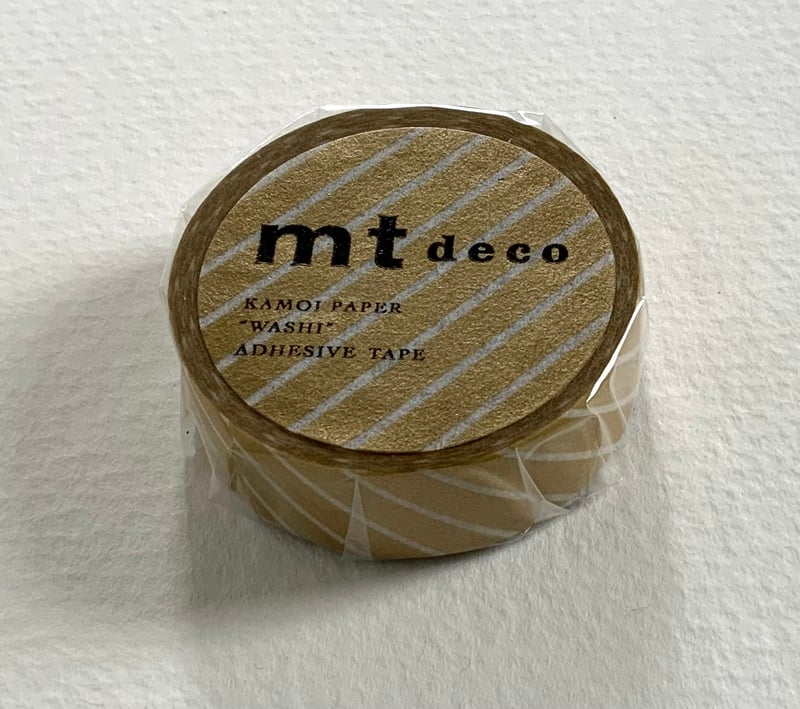 mt deco
KAMOI PAPER
"WASHI"
ADHESIVE TAPE